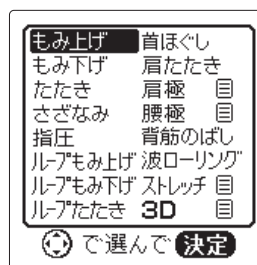 もみ上げ 首ほぐし
もみ下げ 肩たたき
たたき 肩極
さざなみ 腰極
指圧 背筋のばし
ループもみ上げ 波ローリング
ループもみ下げ ストレッチ
ループたたき 3D
で選んで 決定